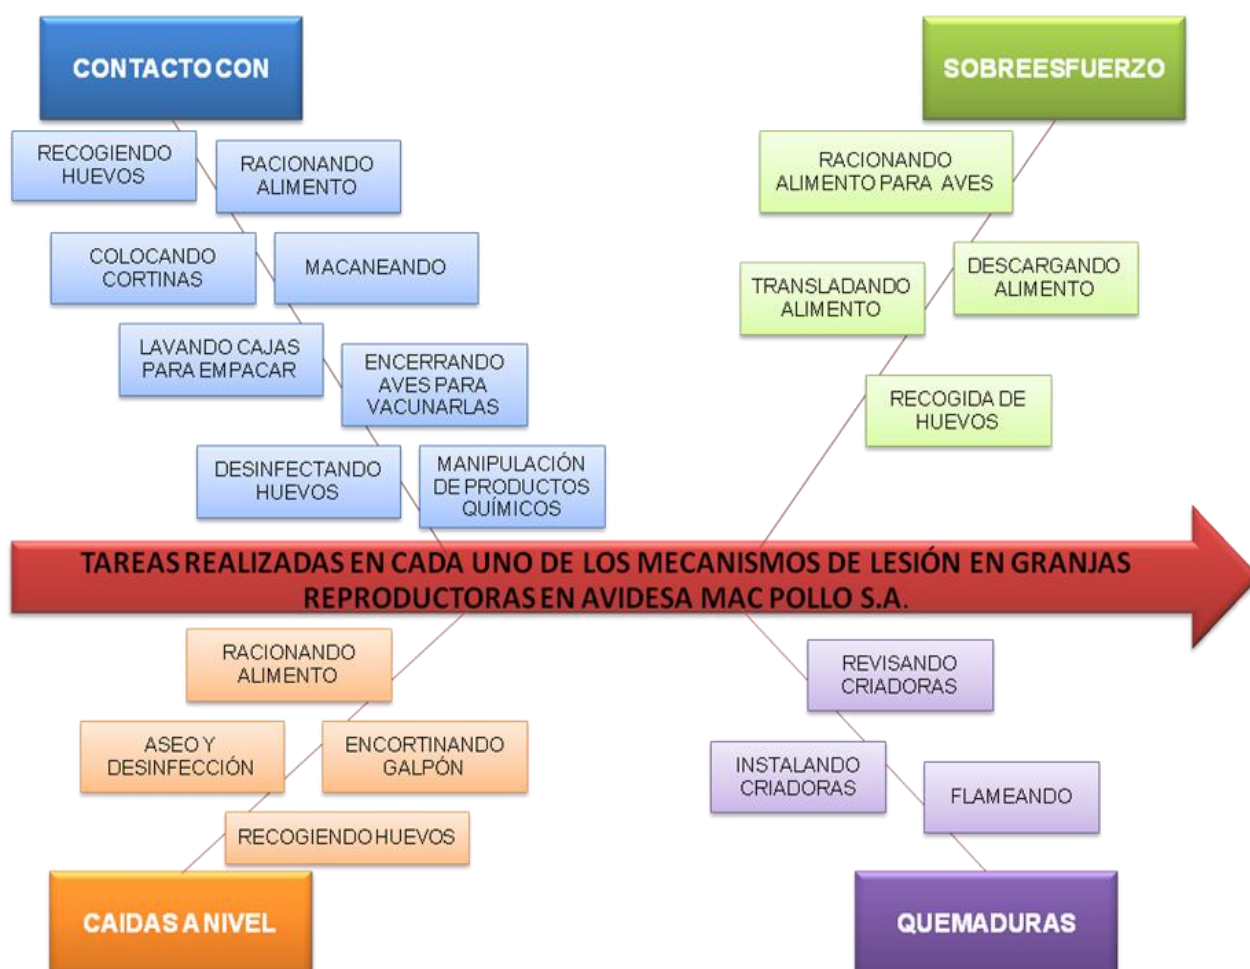 CONTACTO CON
SOBREESFUERZO
RECOGIENDO
HUEVOS
RACIONANDO
ALIMENTO
COLOCANDO
CORTINAS
MACANEANDO
LAVANDO CAJAS
PARA EMPACAR
ENCERRANDO
AVES PARA
VACUNARLAS
DESINFECTANDO
HUEVOS
MANIPULACIÓN
DE PRODUCTOS
QUÍMICOS
RACIONANDO
ALIMENTO PARA AVES
TRANSLADANDO
ALIMENTO
DESCARGANDO
ALIMENTO
RECOGIDA DE
HUEVOS
TAREAS REALIZADAS EN CADA UNO DE LOS MECANISMOS DE LESIÓN EN GRANJAS
REPRODUCTORAS EN AVIDESA MAC POLLO S.A.
RACIONANDO
ALIMENTO
ASEO Y
DESINFECCIÓN
ENCORTINANDO
GALPÓN
RECOGIENDO HUEVOS
REVISANDO
CRIADORAS
INSTALANDO
CRIADORAS
FLAMEANDO
CAIDAS A NIVEL
QUEMADURAS